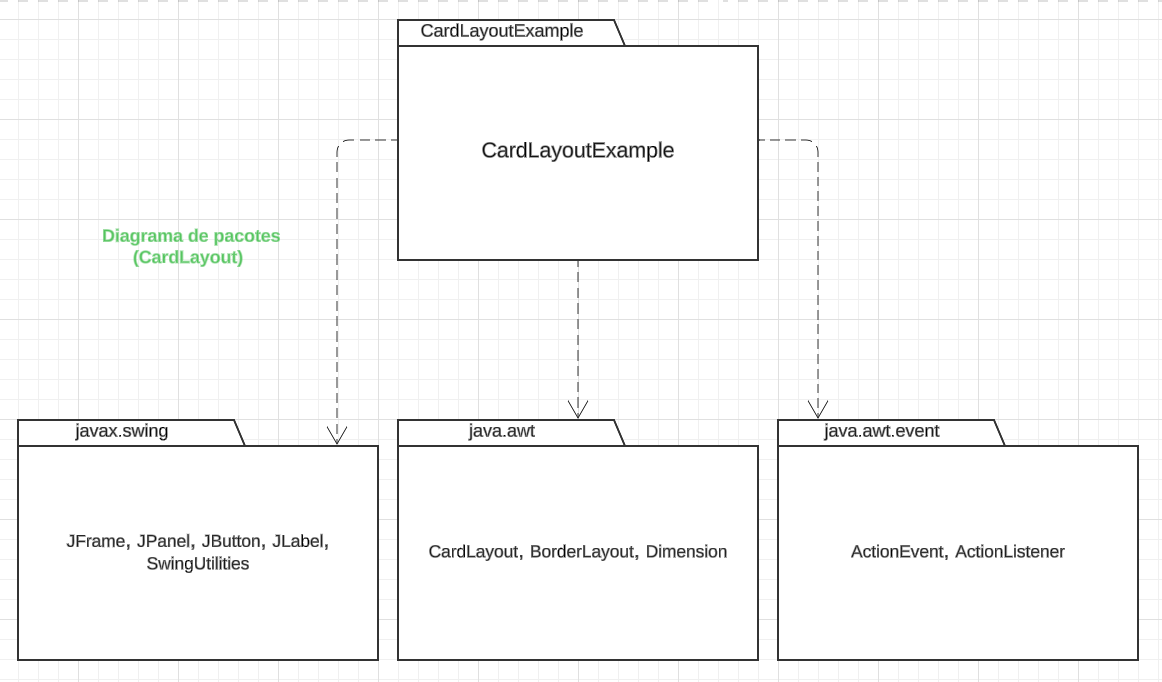 CardLayoutExample
CardLayoutExample
Diagrama de pacotes
(CardLayout)
javax.swing
JFrame, JPanel, JButton, JLabel,
SwingUtilities
java.awt
CardLayout, BorderLayout, Dimension
java.awt.event
ActionEvent, ActionListener